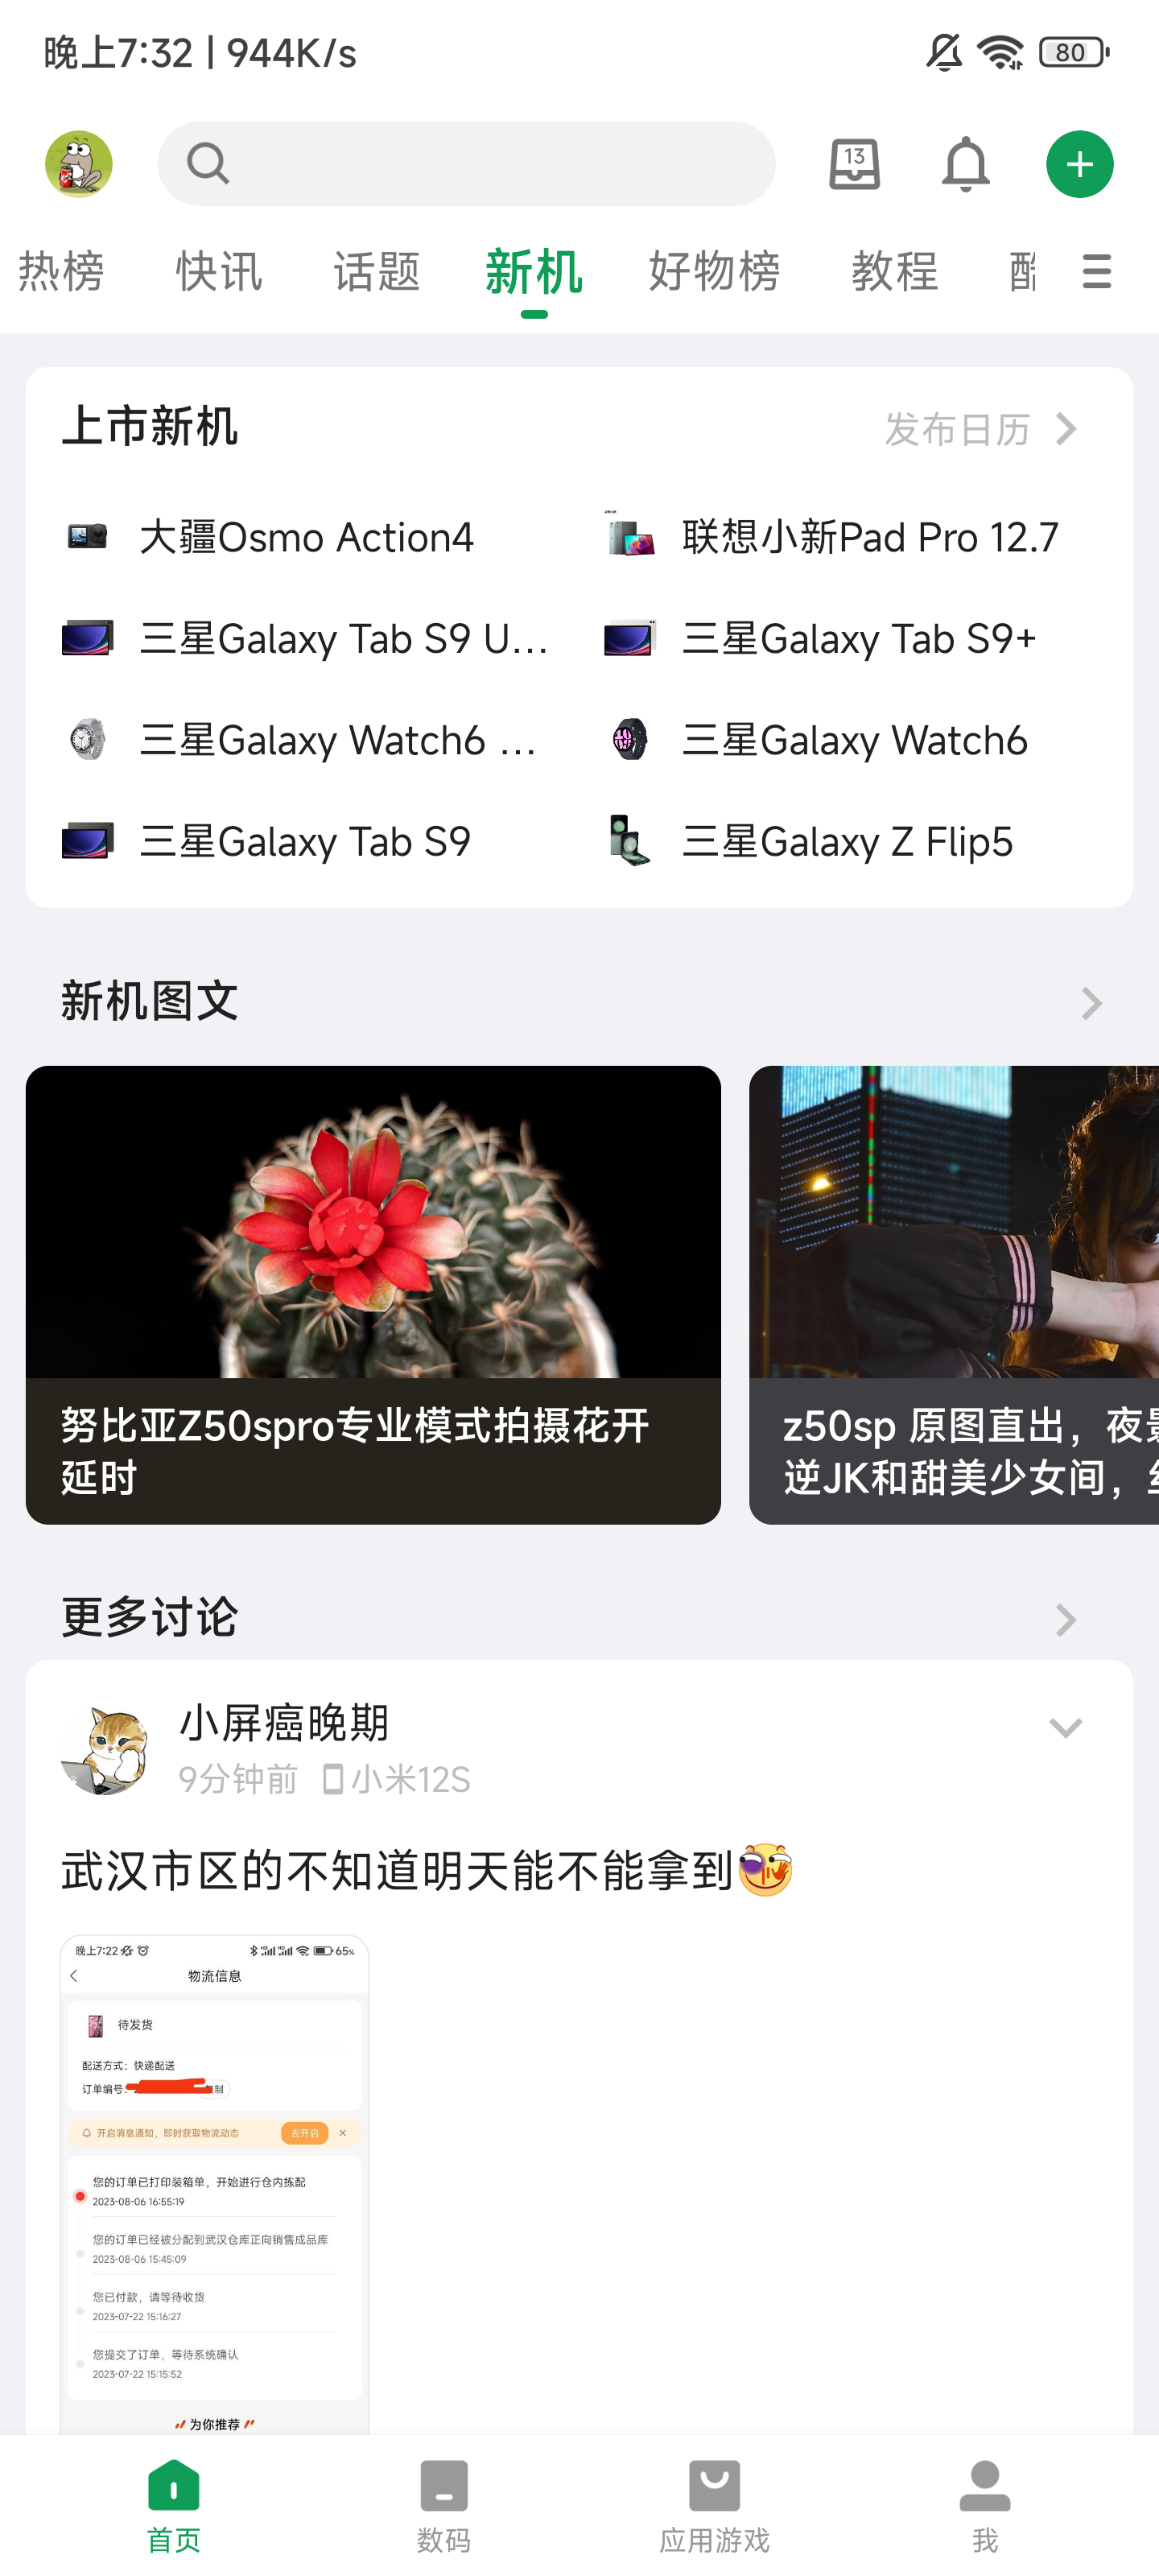 晚上7:32 | 944K/s
80
13
热榜 快讯 话题 新机 好物榜 教程
上市新机 发布日历
大疆Osmo Action4 联想小新Pad Pro 12.7
三星Galaxy Tab S9 U... 三星Galaxy Tab S9+
三星Galaxy Watch6 ... 三星Galaxy Watch6
三星Galaxy Tab S9 三星Galaxy Z Flip5
新机图文
努比亚Z50spro专业模式拍摄花开
延时
z50sp 原图直出，夜景
逆JK和甜美少女间，
更多讨论
小屏癌晚期
9分钟前 小米12S
武汉市区的不知道明天能不能拿到
晚上7:22 65%
物流信息
待发货
配送方式：快递配送
订单编号： 复制
开启消息通知，即时获取物流动态 去开启
您的订单已打印装箱单，开始进行仓内拣配
2023-08-06 16:55:19
您的订单已经被分配到武汉仓库正向销售成品库
2023-08-06 15:45:09
您已付款，请等待收货
2023-07-22 15:16:27
您提交了订单，等待系统确认
2023-07-22 15:15:52
为你推荐
首页 数码 应用游戏 我